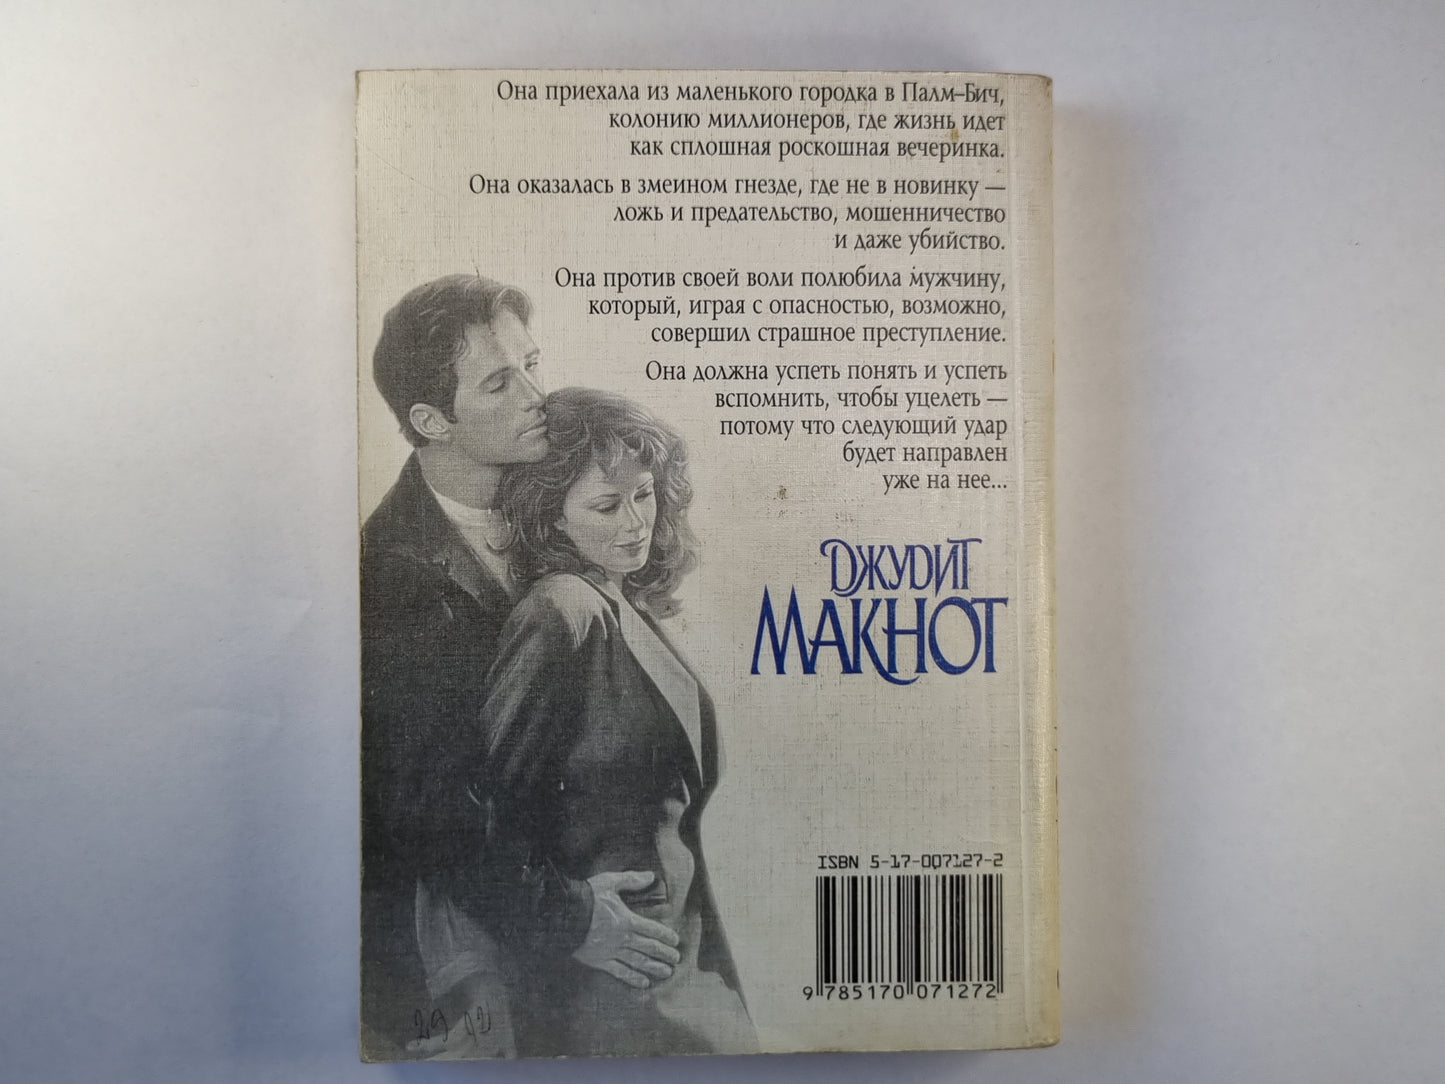 Она приехала из маленького городка в Палм–Бич,
колонию миллионеров, где жизнь идет
как сплошная роскошная вечеринка.
Она оказалась в змеином гнезде, где не в новинку —
ложь и предательство, мошенничество
и даже убийство.
Она против своей воли полюбила мужчину,
который, играя с опасностью, возможно,
совершил страшное преступление.
Она должна успеть понять и успеть
вспомнить, чтобы уцелеть —
потому что следующий удар
будет направлен
уже на нее...
ДЖУДИТ
МАКНОТ
ISBN 5-17-007127-2
9 785170 071272